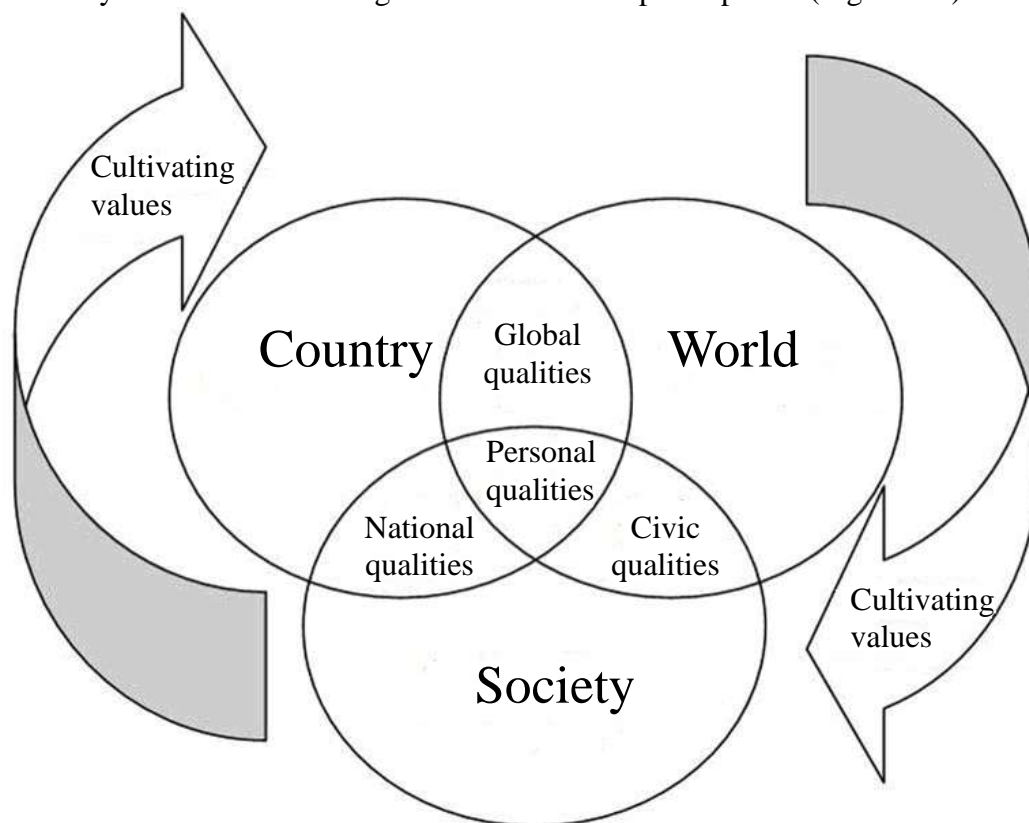 Cultivating
values
Country
Global
qualities
World
Personal
qualities
National
qualities
Civic
qualities
Cultivating
values
Society